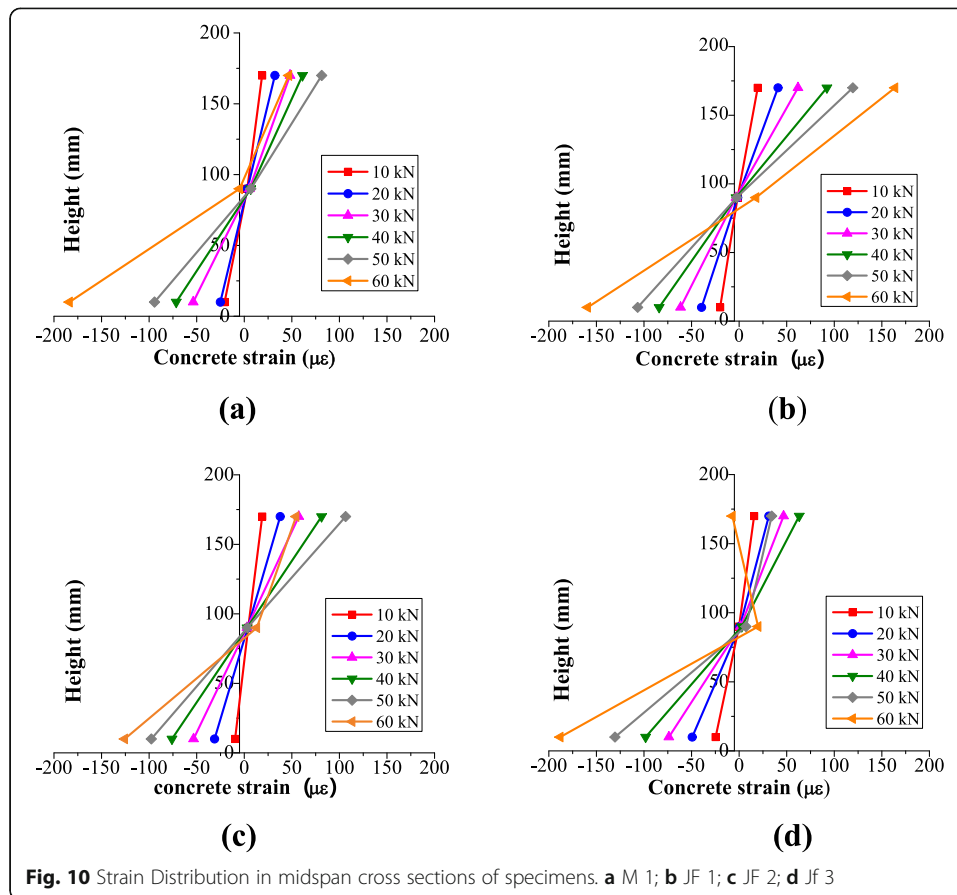 200
150
100
50
0
Height (mm)
-200 -150 -100 -50 0 50 100 150 200
Concrete strain (με)
10 kN
20 kN
30 kN
40 kN
50 kN
60 kN
(a)
200
150
100
50
0
Height (mm)
-200 -150 -100 -50 0 50 100 150 200
Concrete strain (με)
10 kN
20 kN
30 kN
40 kN
50 kN
60 kN
(b)
200
150
100
50
0
Height (mm)
-200 -150 -100 -50 0 50 100 150 200
concrete strain (με)
10 kN
20 kN
30 kN
40 kN
50 kN
60 kN
(c)
200
150
100
50
0
Height (mm)
-200 -150 -100 -50 0 50 100 150 200
Concrete strain (με)
10 kN
20 kN
30 kN
40 kN
50 kN
60 kN
(d)
Fig. 10 Strain Distribution in midspan cross sections of specimens. a M 1; b JF 1; c JF 2; d Jf 3